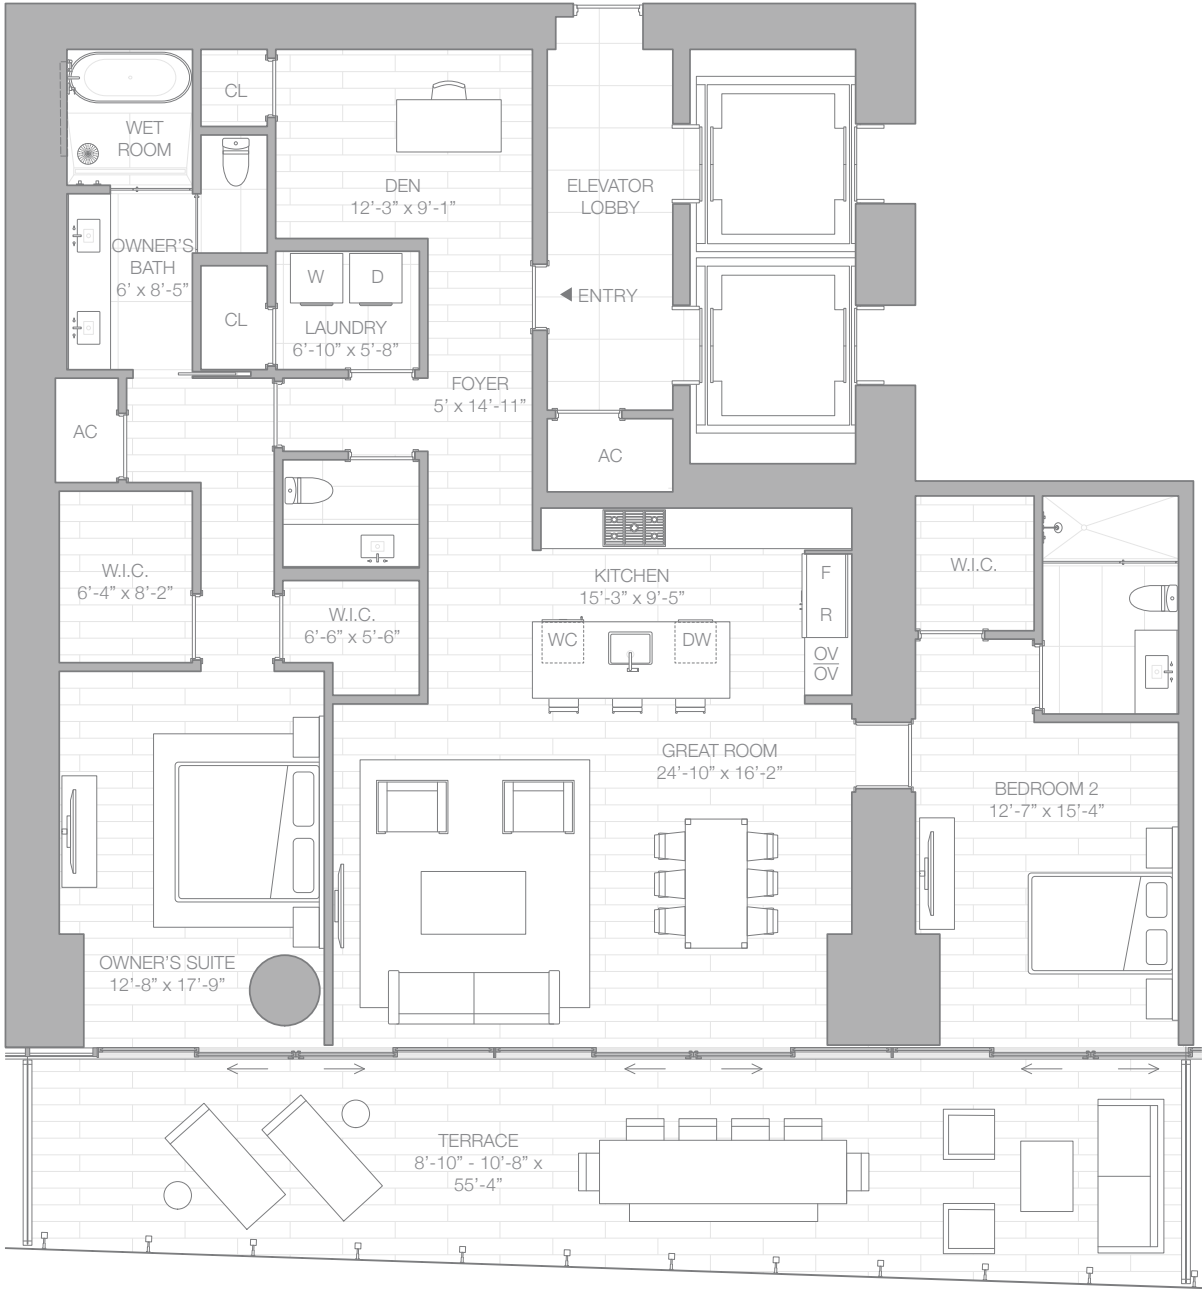 CL
WET
ROOM
DEN
12’-3” x 9’-1”
ELEVATOR
LOBBY
OWNER’S
BATH
6’ x 8’-5”
W
D
ENTRY
CL
LAUNDRY
6’-10” x 5’-8”
FOYER
5’ x 14’-11”
AC
AC
W.I.C.
6’-4” x 8’-2”
KITCHEN
15’-3” x 9’-5”
F
R
W.I.C.
W.I.C.
6’-6” x 5’-6”
WC
DW
OV
OV
GREAT ROOM
24’-10” x 16’-2”
BEDROOM 2
12’-7” x 15’-4”
OWNER’S SUITE
12’-8” x 17’-9”
TERRACE
8’-10” - 10’-8” x
55’-4”